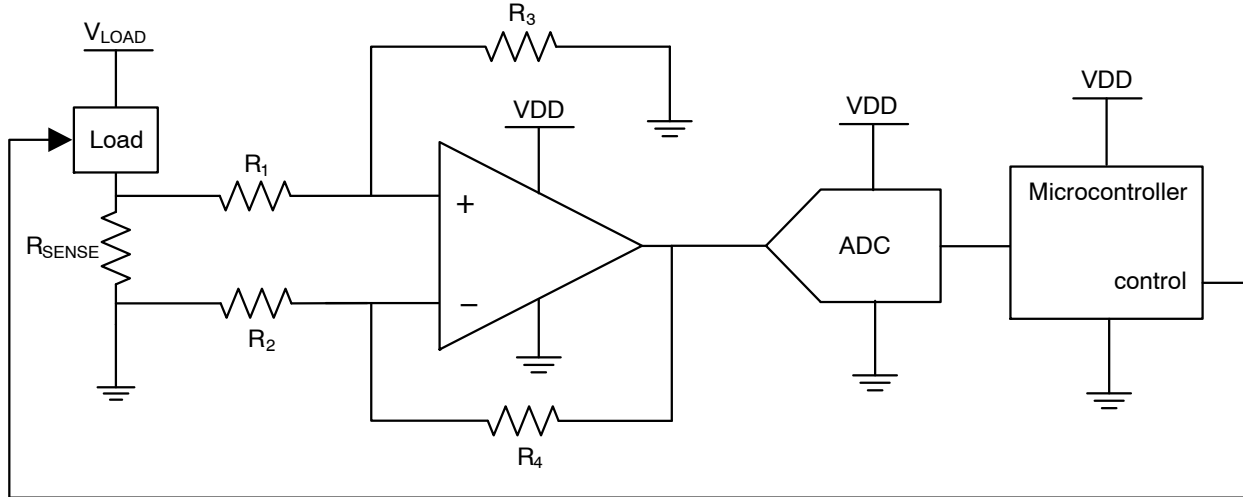 R3
VLOAD
VDD
VDD
VDD
Load
R1
Microcontroller
+
RSENSE
ADC
control
−
R2
R4